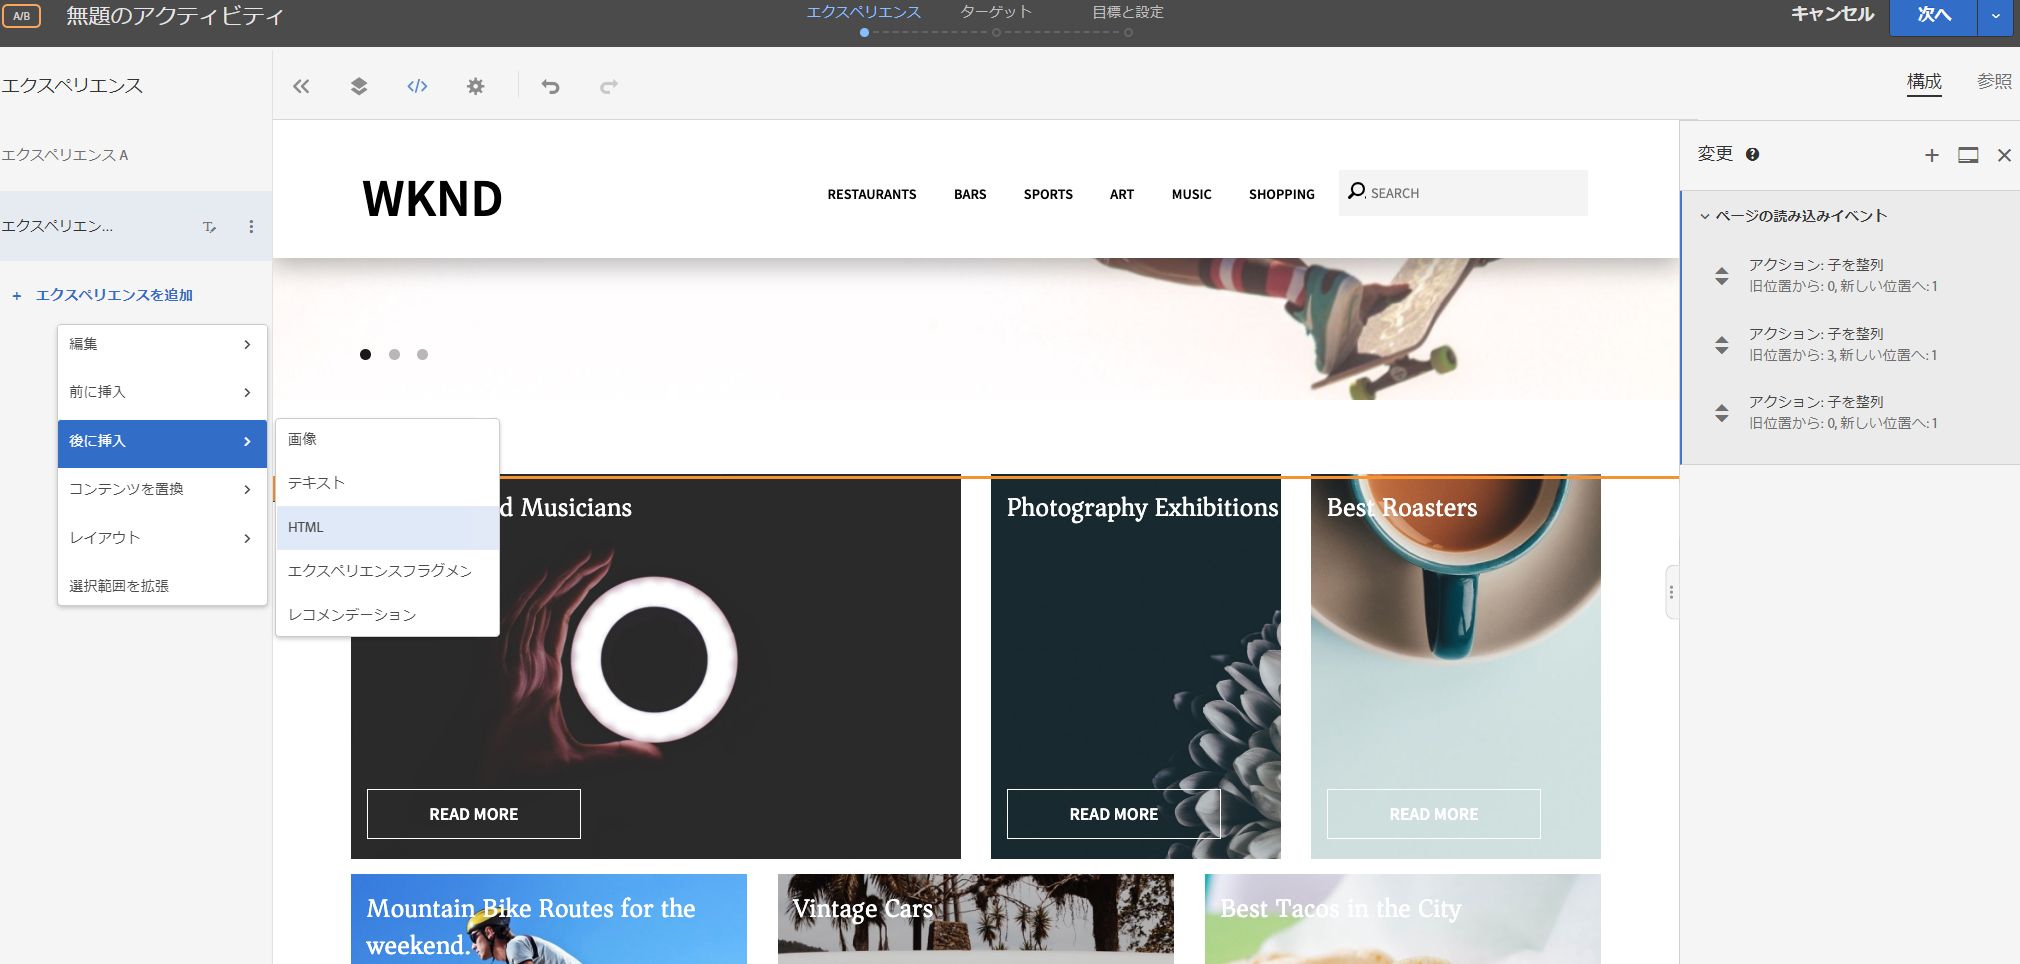 A/B
無題のアクティビティ
エクスペリエンス
ターゲット
目標と設定
キャンセル
次へ
エクスペリエンス
構成
参照
エクスペリエンス A
エクスペリエン...
+ エクスペリエンスを追加
編集
前に挿入
後に挿入
コンテンツを置換
レイアウト
選択範囲を拡張
画像
テキスト
HTML
エクスペリエンスフラグメン
レコメンデーション
WKND
RESTAURANTS
BARS
SPORTS
ART
MUSIC
SHOPPING
SEARCH
d Musicians
READ MORE
Photography Exhibitions
READ MORE
Best Roasters
READ MORE
Mountain Bike Routes for the
weekend.
Vintage Cars
Best Tacos in the City
変更
ページの読み込みイベント
アクション: 子を整列
旧位置から: 0, 新しい位置へ: 1
アクション: 子を整列
旧位置から: 3, 新しい位置へ: 1
アクション: 子を整列
旧位置から: 0, 新しい位置へ: 1